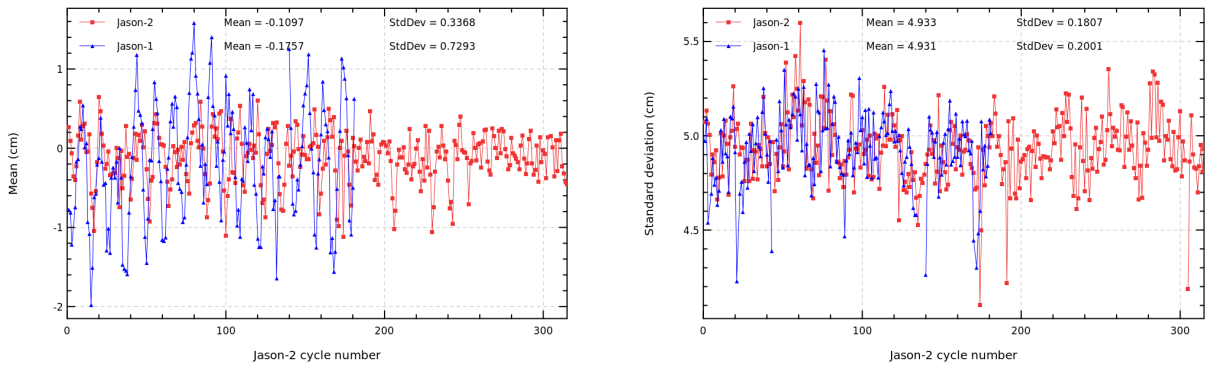 Jason-2 Mean = -0.1097 StdDev = 0.3368
Jason-1 Mean = -0.1757 StdDev = 0.7293
1
0
-1
-2
Mean (cm)
0 100 200 300
Jason-2 cycle number
Jason-2 Mean = 4.933 StdDev = 0.1807
Jason-1 Mean = 4.931 StdDev = 0.2001
5.5
5.0
4.5
Standard deviation (cm)
0 100 200 300
Jason-2 cycle number